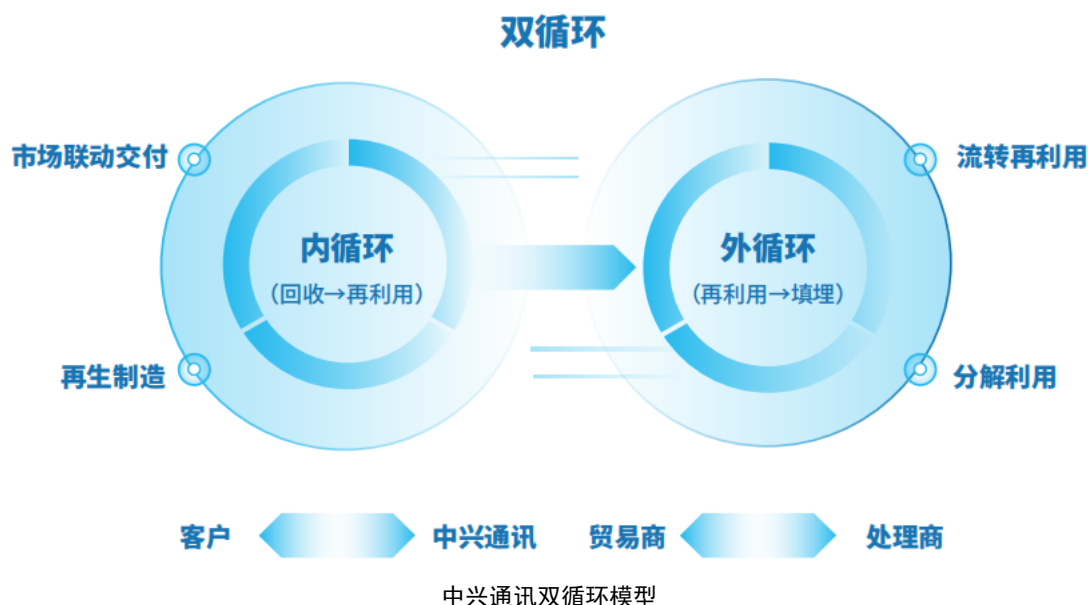 双循环
市场联动交付
流转再利用
内循环
(回收→再利用)
外循环
(再利用→填埋)
再生制造
分解利用
客户
中兴通讯
贸易商
处理商
中兴通讯双循环模型